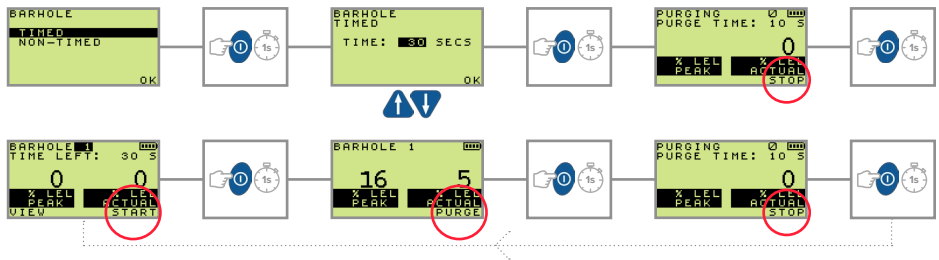 BARHOLE
TIMED
NON-TIMED
OK
1s
BARHOLE
TIMED
TIME: 30 SECS
OK
1s
PURGING Ø
PURGE TIME: 10 S
0
% LEL % LEL
PEAK ACTUAL
STOP
1s
BARHOLE 1
TIME LEFT: 30 S
0 0
% LEL % LEL
PEAK ACTUAL
VIEW START
1s
BARHOLE 1
16 5
% LEL % LEL
PEAK ACTUAL
PURGE
1s
PURGING Ø
PURGE TIME: 10 S
0
% LEL % LEL
PEAK ACTUAL
STOP
1s